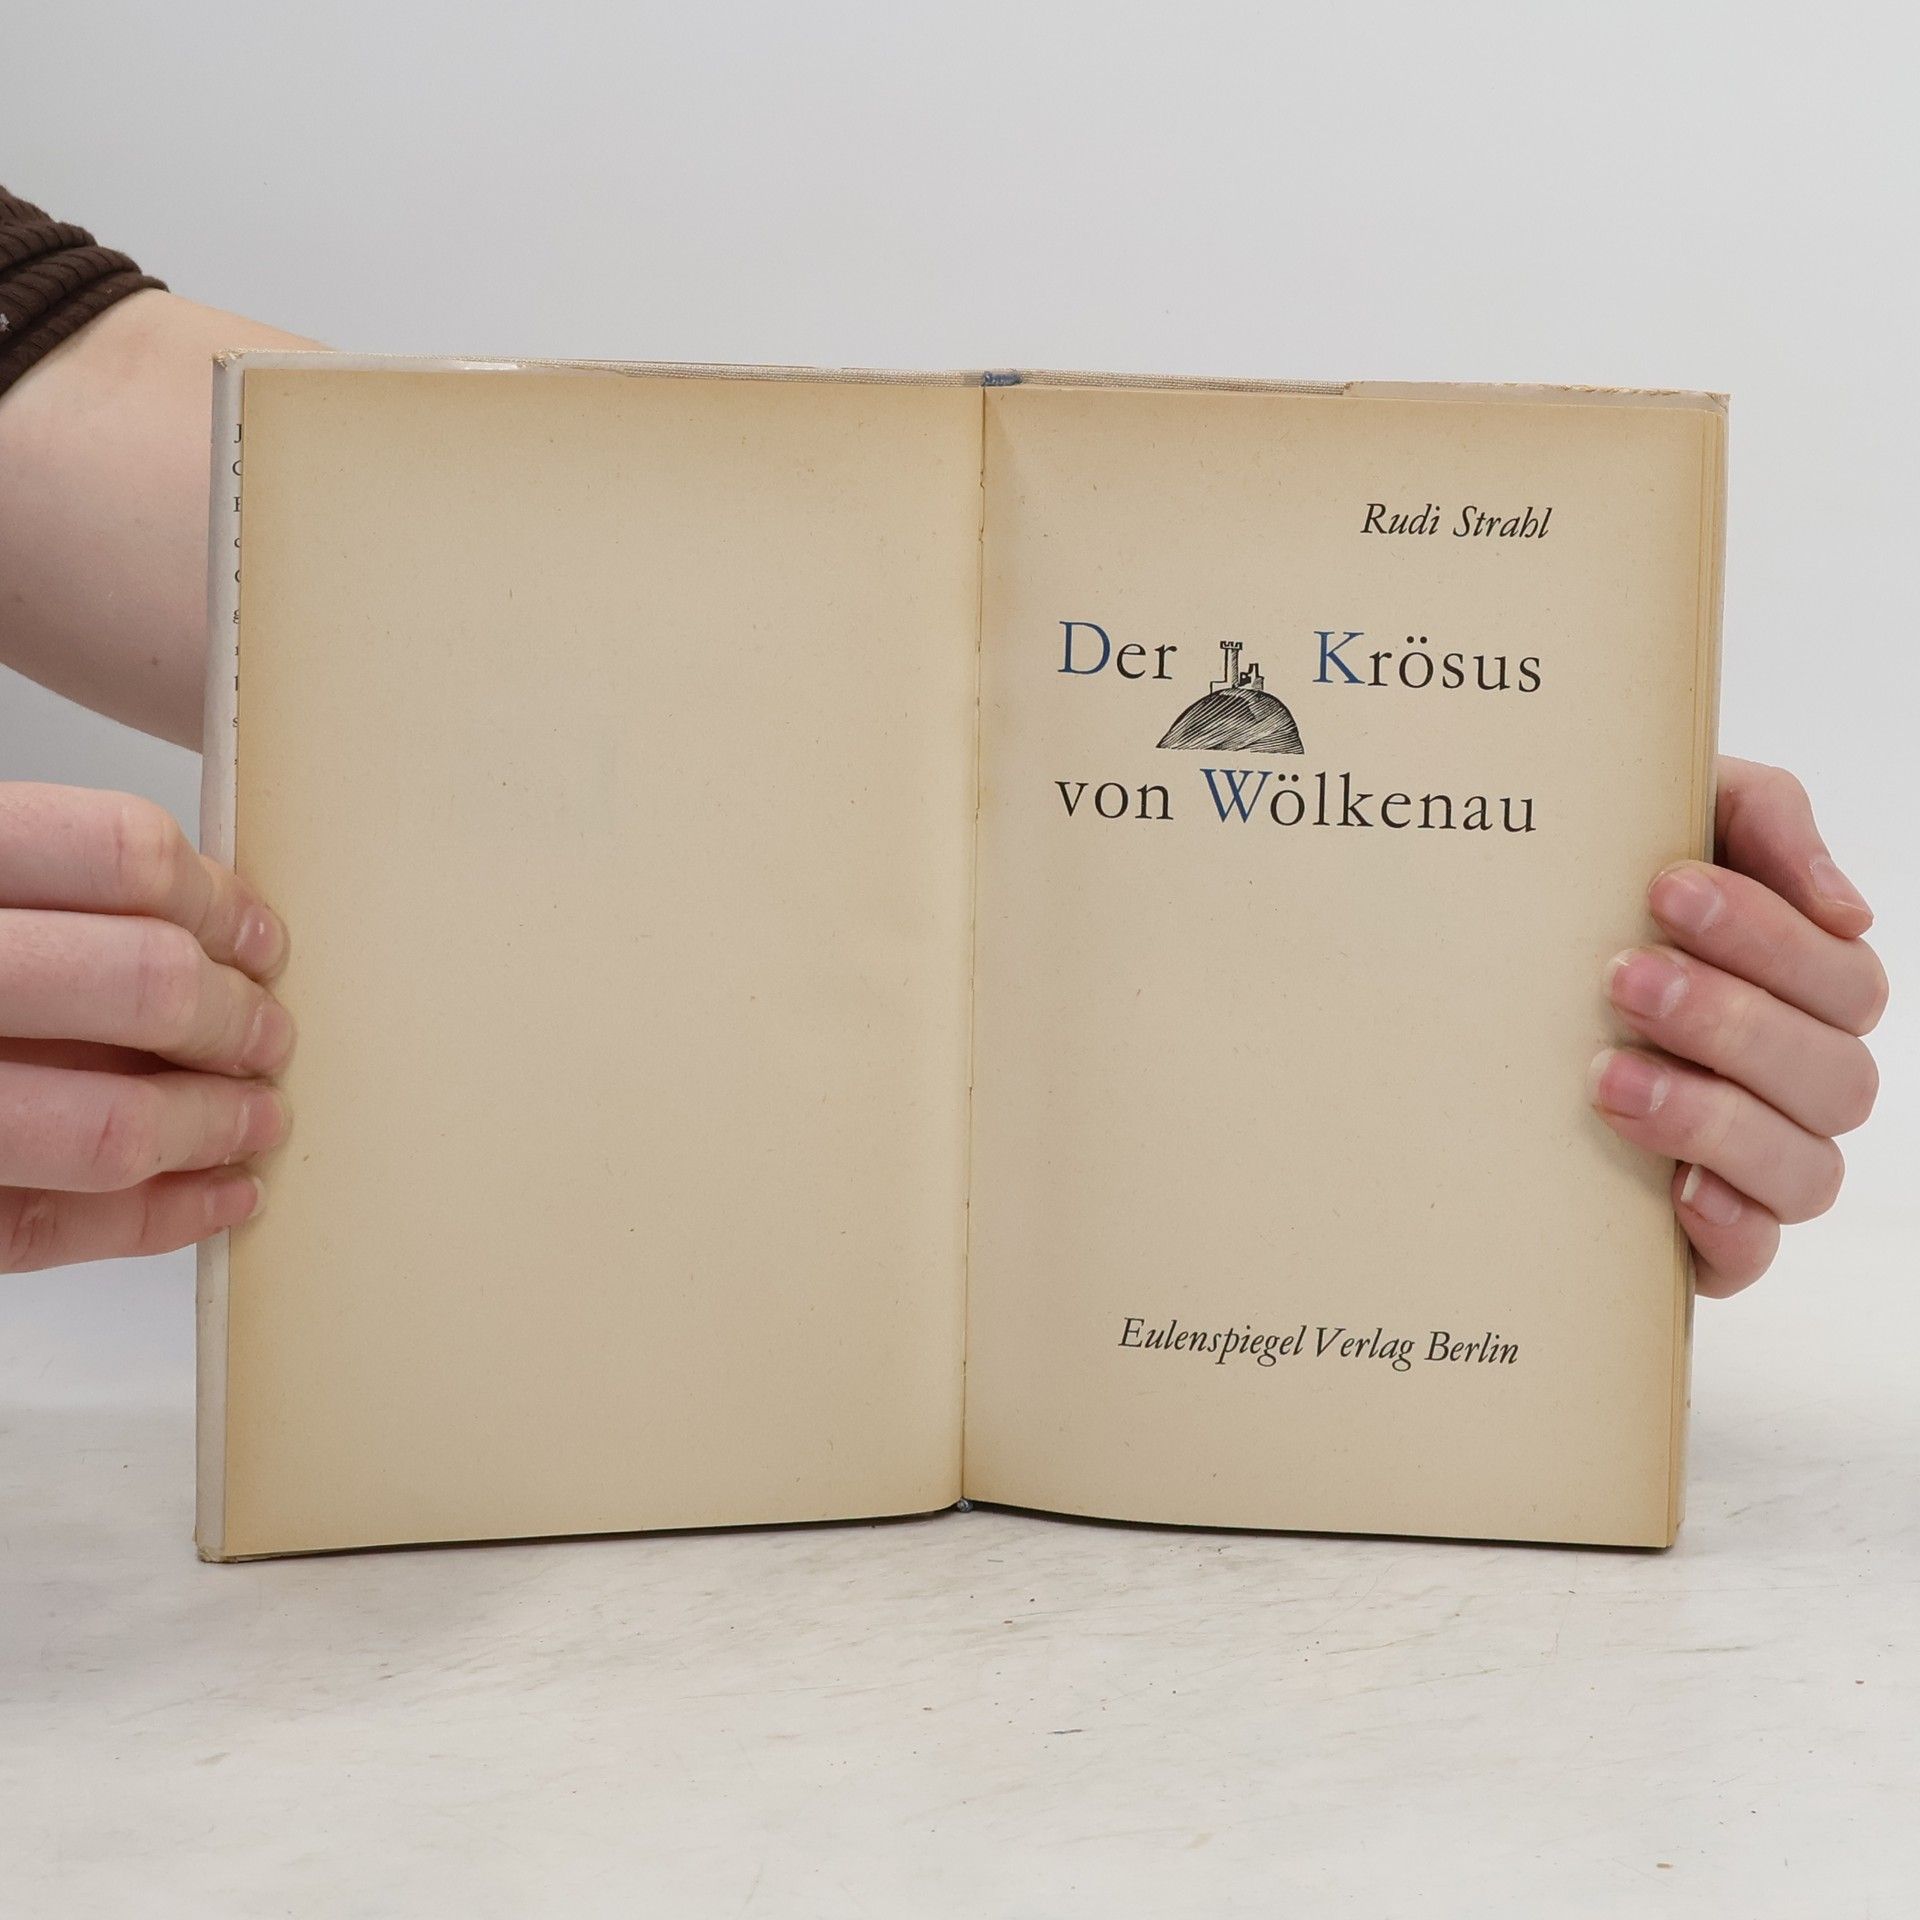 Rudi Strahl
Der Krösus
von Wölkenau
Eulenspiegel Verlag Berlin